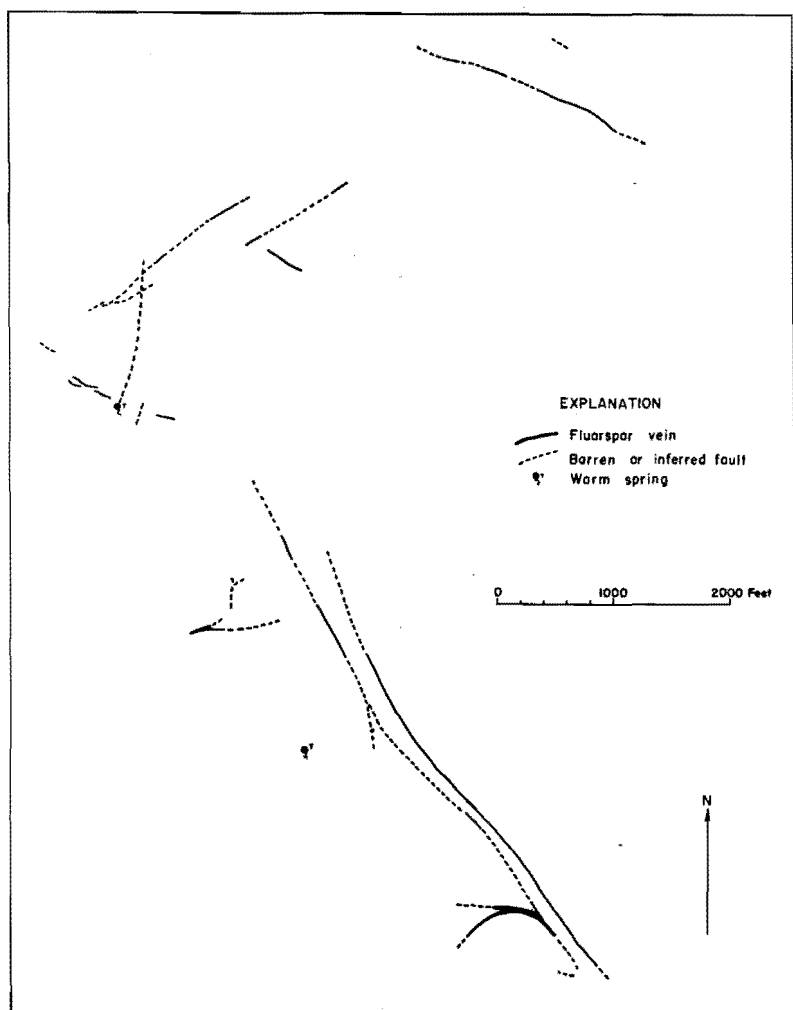 EXPLANATION
Fluorspar vein
Barren or inferred fault
Warm spring
0 1000 2000 Feet
N